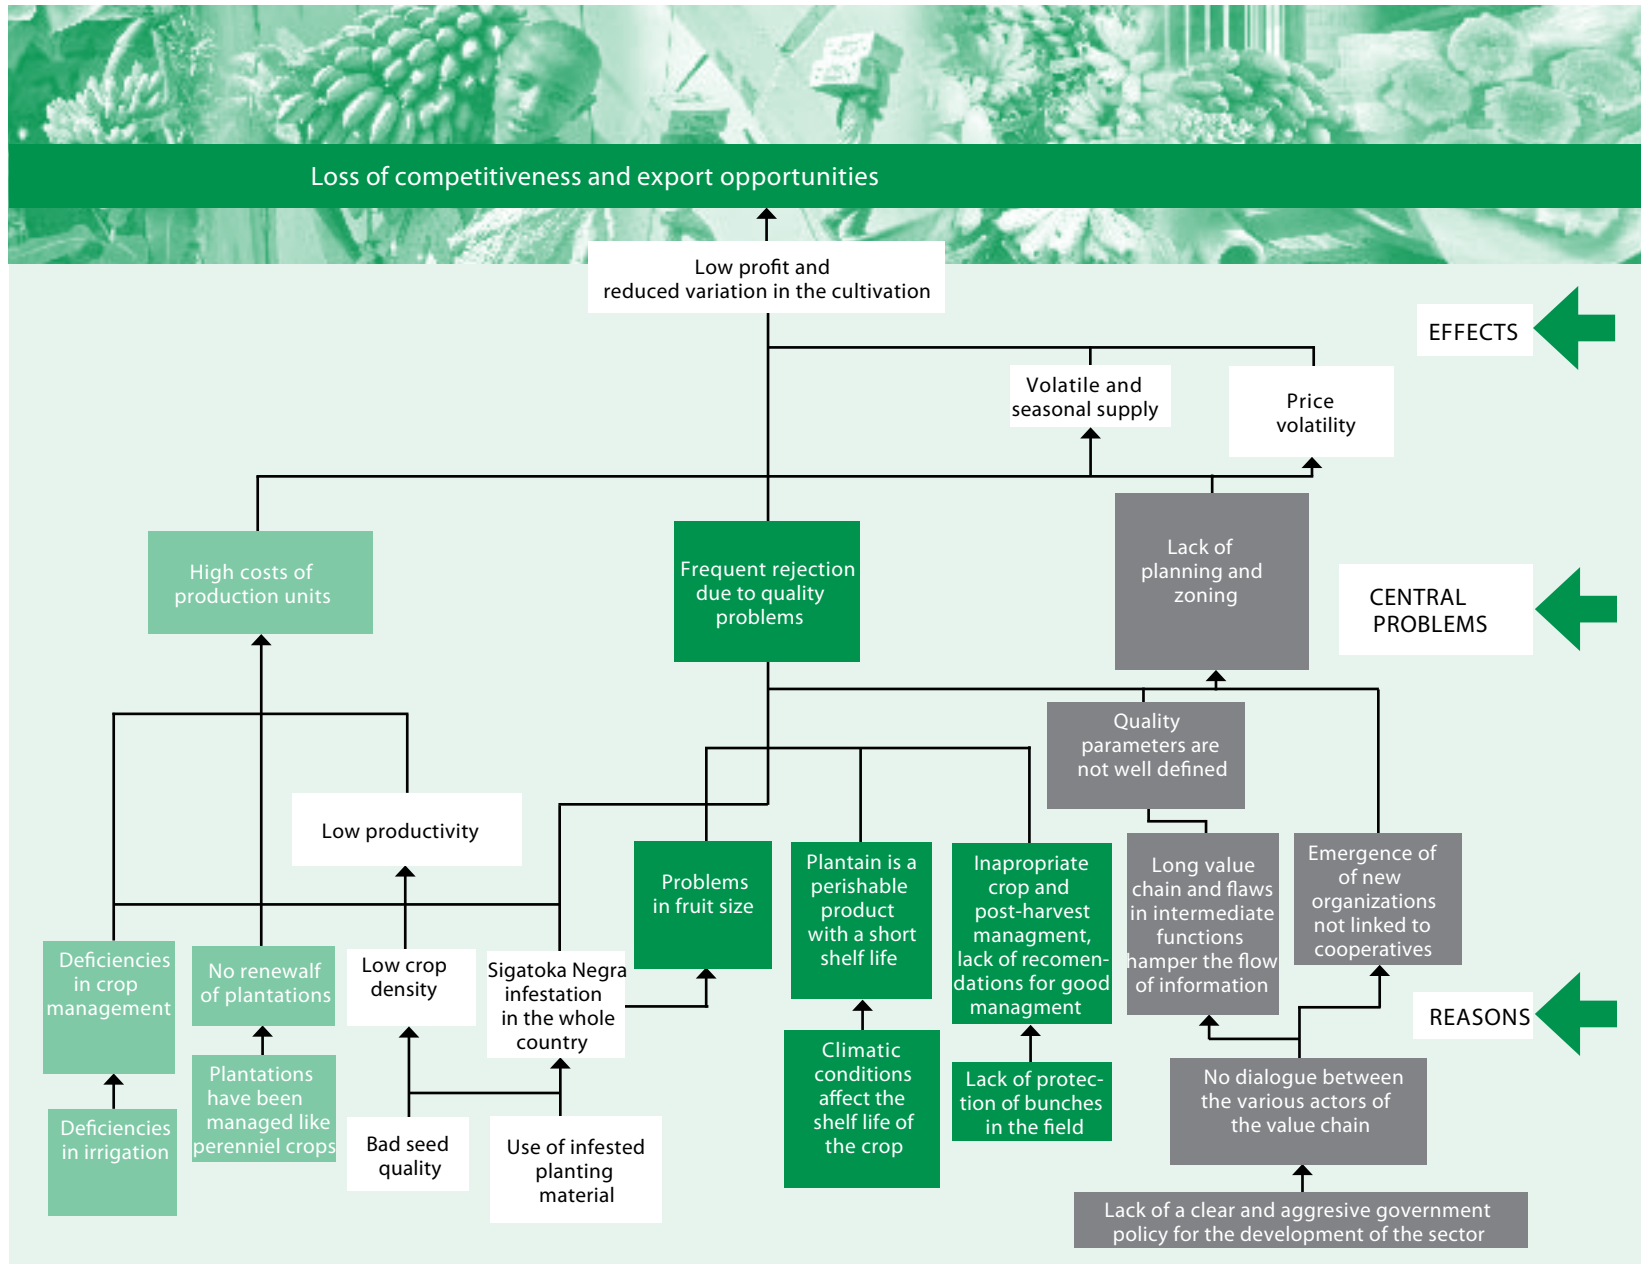 Loss of competitiveness and export opportunities
Low profit and
reduced variation in the cultivation
EFFECTS
Volatile and
seasonal supply
Price
volatility
High costs of
production units
Frequent rejection
due to quality
problems
Lack of
planning and
zoning
CENTRAL
PROBLEMS
Quality
parameters are
not well defined
Low productivity
Problems
in fruit size
Plantain is a
perishable
product
with a short
shelf life
Inapropriate
crop and
post-harvest
managment,
lack of recomen-
dations for good
managment
Long value
chain and flaws
in intermediate
functions
hamper the flow
of information
Emergence of
of new
organizations
not linked to
cooperatives
Deficiencies
in crop
management
No renewalf
of plantations
Low crop
density
Sigatoka Negra
infestation
in the whole
country
REASONS
Deficiencies
in irrigation
Plantations
have been
managed like
perenniel crops
Bad seed
quality
Use of infested
planting
material
Climatic
conditions
affect the
shelf life of
the crop
Lack of protec-
tion of bunches
in the field
No dialogue between
the various actors of
the value chain
Lack of a clear and aggresive government
policy for the development of the sector